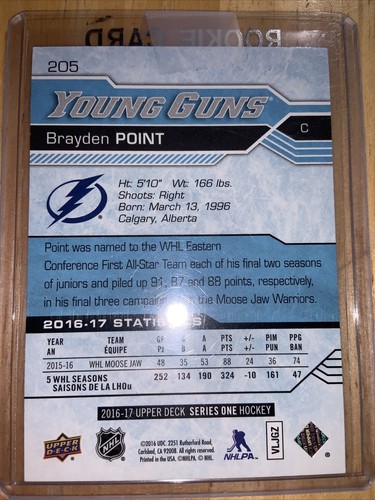 ROOKIE CARD
205
YOUNG GUNS
Brayden POINT
C
Ht: 5'10" Wt: 166 lbs.
Shoots: Right
Born: March 13, 1996
Calgary, Alberta
Point was named to the WHL Eastern
Conference First All-Star Team each of his final two seasons
of juniors and piled up 91, 87 and 88 points, respectively,
in his final three campaigns with the Moose Jaw Warriors.
2016-17 STATISTICS
YEAR TEAM GP G A PTS +/- PIM PPG
AN ÉQUIPE PJ B A PTS +/- PUN BAN
2015-16 WHL MOOSE JAW 48 35 53 88 24 36 74
5 WHL SEASONS 252 134 190 324 -10 161 47
SAISONS DE LA LHOu
2016-17 UPPER DECK SERIES ONE HOCKEY
UPPER DECK
NHL
©2016 UDC. 2251 Rutherford Road,
Carlsbad, CA 92008. All rights reserved.
Printed in the USA. ©NHLPA. © NHL.
NHLPA
VLJGZ